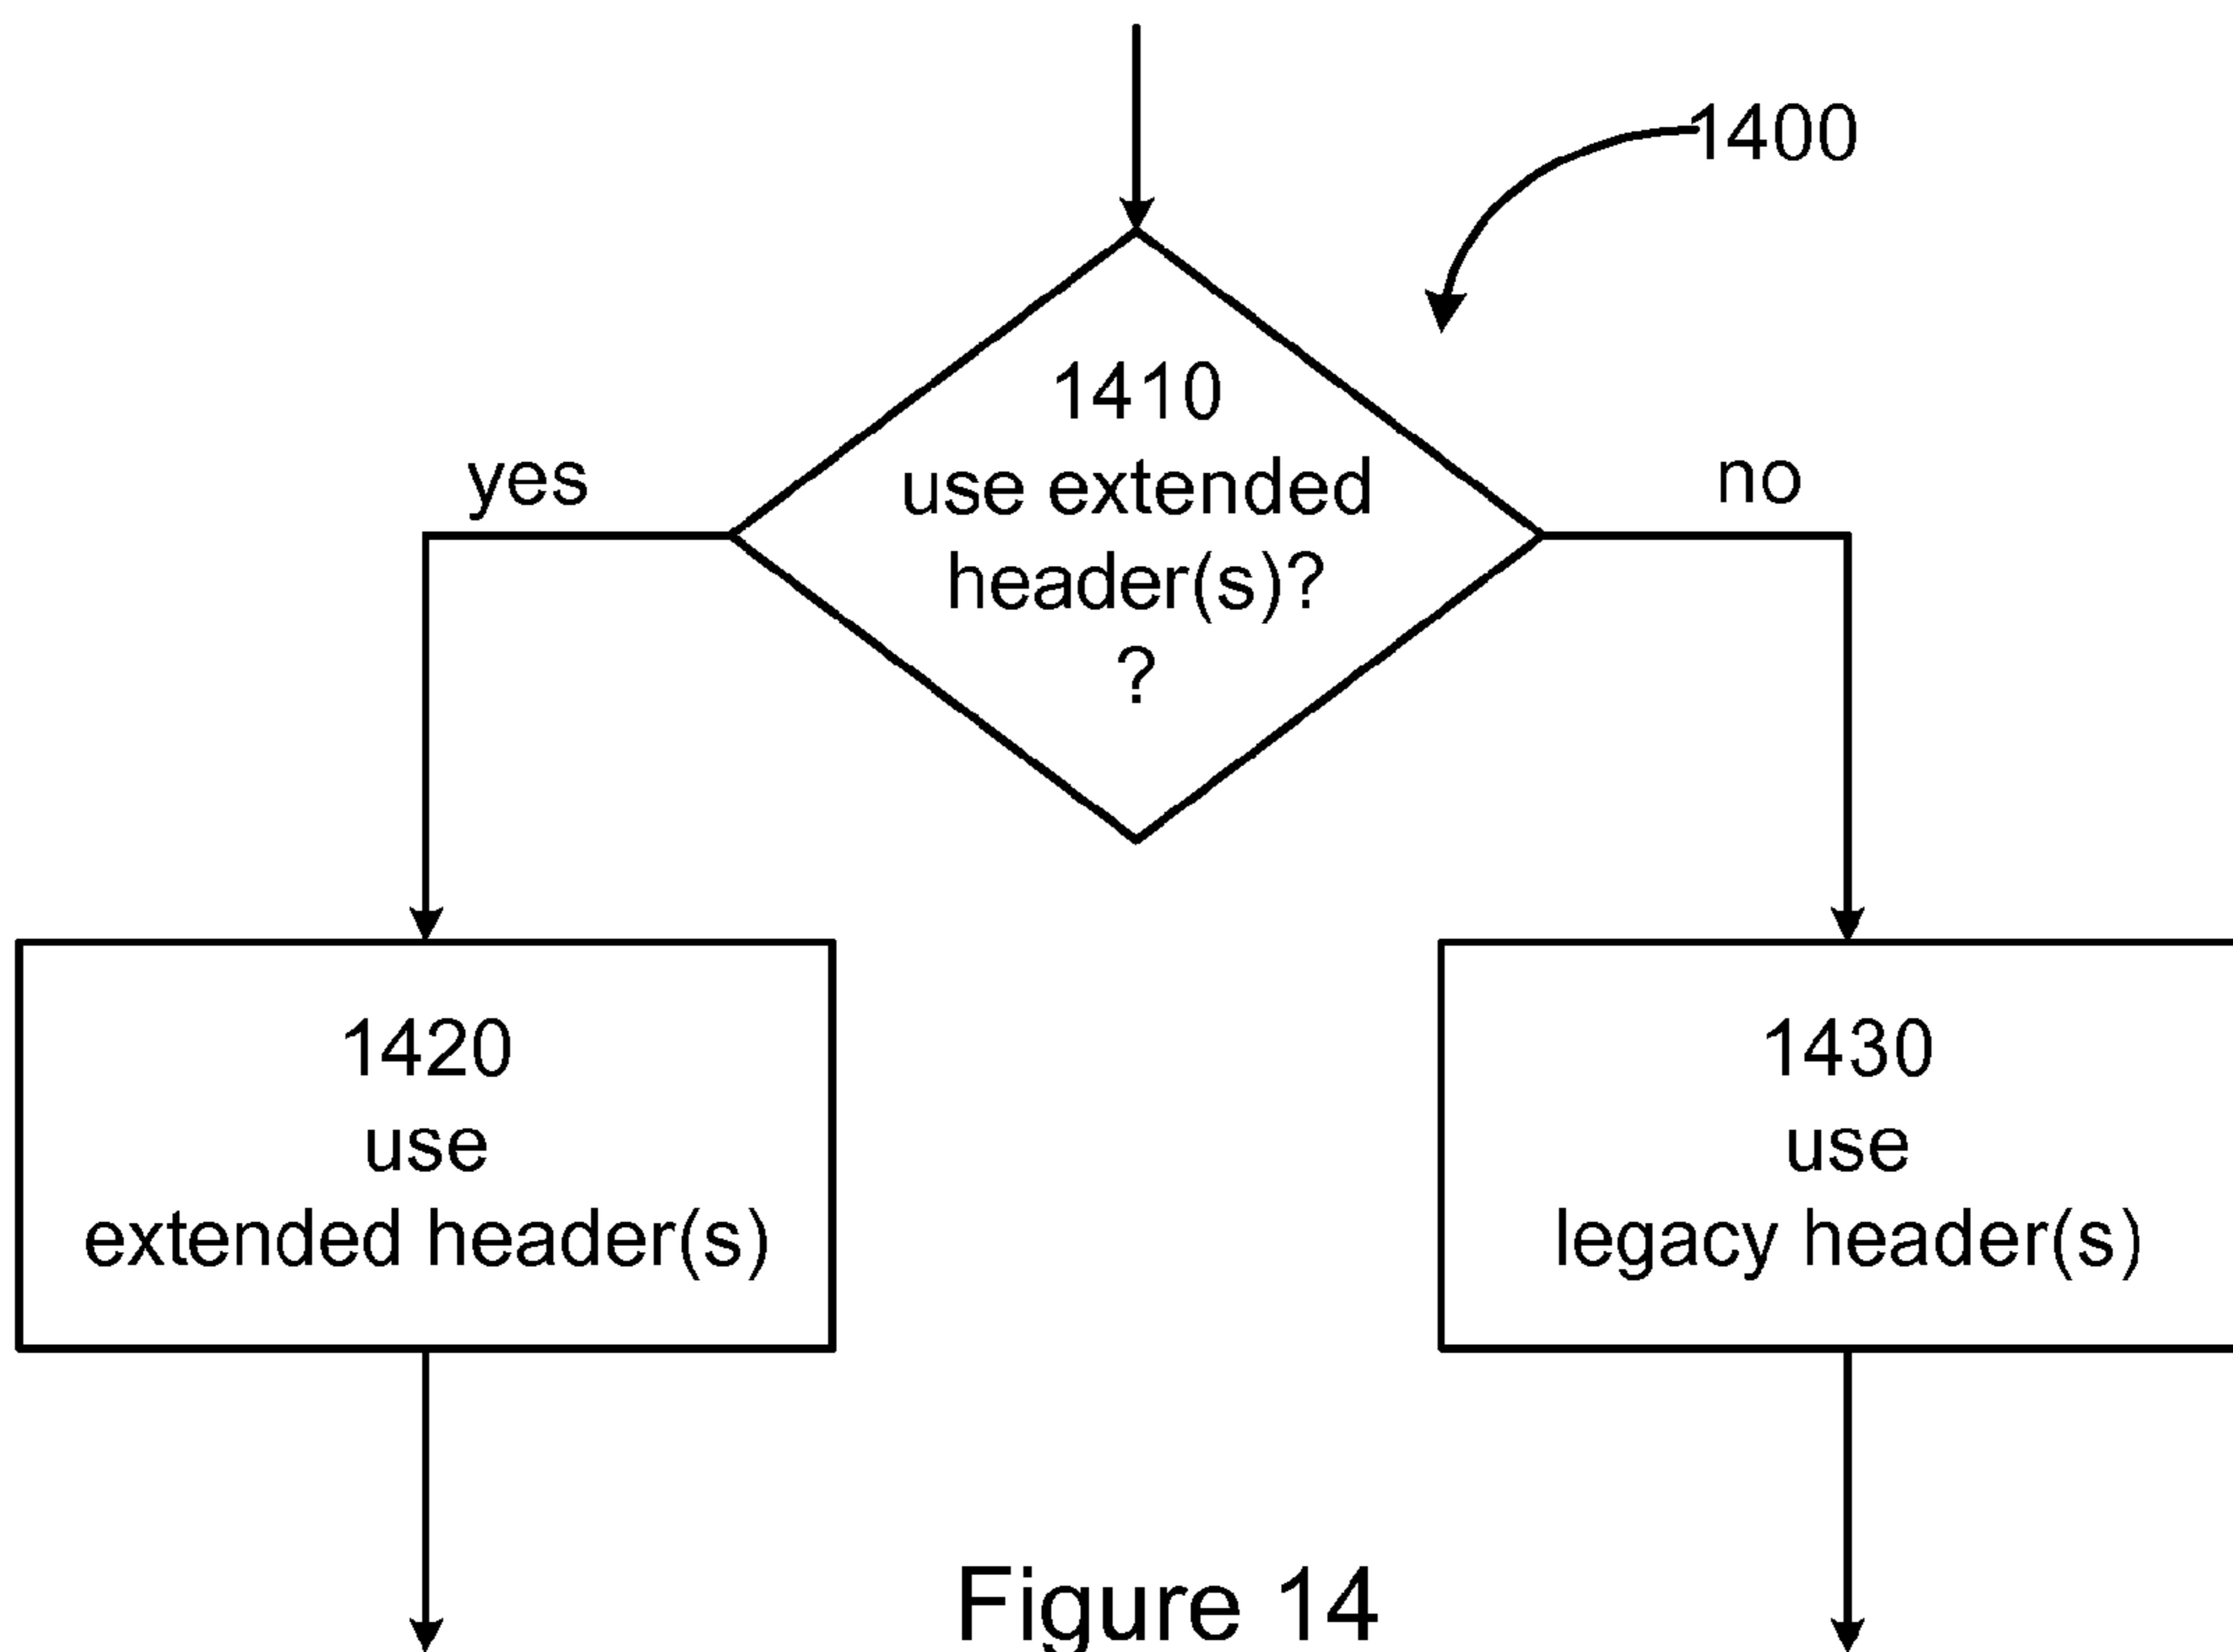 1400
1410
use extended
header(s)?
?
yes
no
1420
use
extended header(s)
1430
use
legacy header(s)
Figure 14